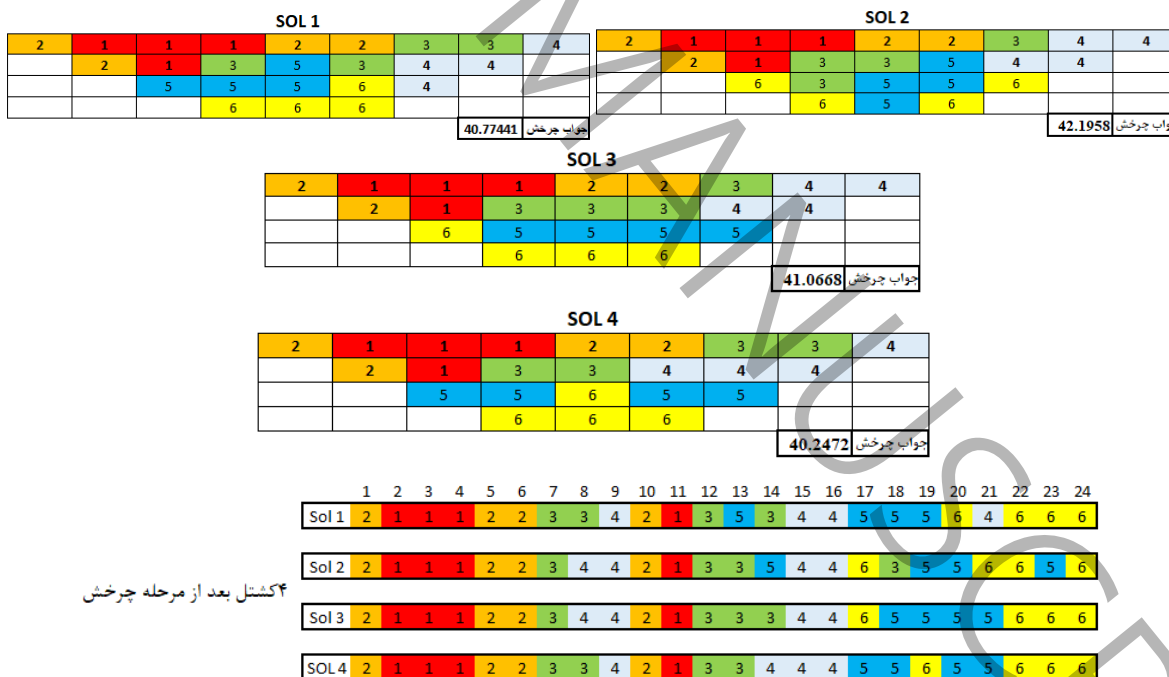 SOL 1
2 1 1 1 2 2 3 3 4
2 1 3 5 3 4 4
5 5 5 6 4
6 6 6
40.77441 جواب چرخش
SOL 2
2 1 1 1 2 2 3 4 4
2 1 3 3 5 4 4
6 3 5 5 6
6 5 6
42.1958 جواب چرخش
SOL 3
2 1 1 1 2 2 3 4 4
2 1 3 3 3 4 4
6 5 5 5 5
6 6 6
41.0668 جواب چرخش
SOL 4
2 1 1 1 2 2 3 3 4
2 1 3 3 4 4 4
5 5 6 5 5
6 6 6
40.2472 جواب چرخش
1 2 3 4 5 6 7 8 9 10 11 12 13 14 15 16 17 18 19 20 21 22 23 24
Sol 1 2 1 1 1 2 2 3 3 4 2 1 3 5 3 4 4 5 5 5 6 4 6 6 6
Sol 2 2 1 1 1 2 2 3 4 4 2 1 3 3 5 4 4 6 3 5 5 6 6 5 6
۴کشتل بعد از مرحله چرخش
Sol 3 2 1 1 1 2 2 3 4 4 2 1 3 3 3 4 4 6 5 5 5 5 6 6 6
SOL 4 2 1 1 1 2 2 3 3 4 2 1 3 3 4 4 4 5 5 6 5 5 6 6 6